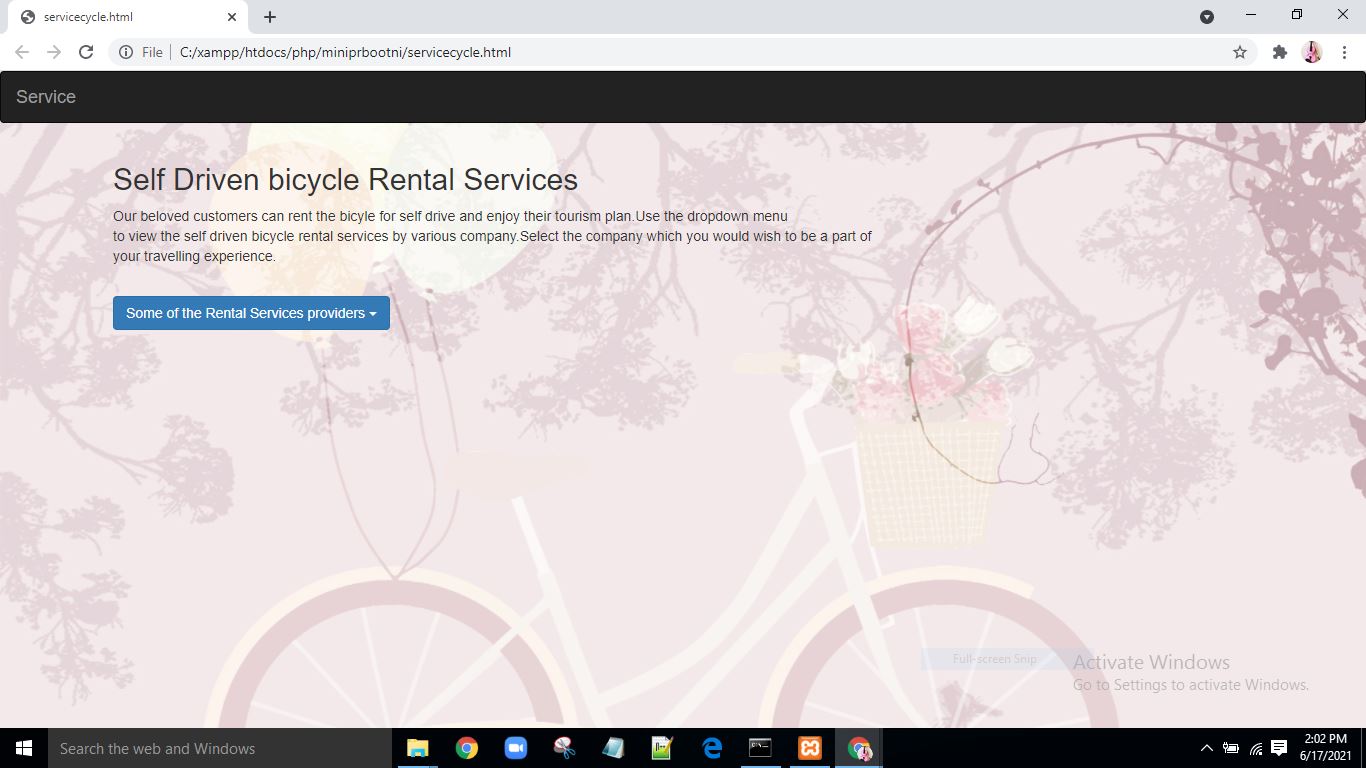 servicecycle.html
File
C:/xampp/htdocs/php/miniprbootni/servicecycle.html
Service
Self Driven bicycle Rental Services
Our beloved customers can rent the bicyle for self drive and enjoy their tourism plan.Use the dropdown menu
to view the self driven bicycle rental services by various company.Select the company which you would wish to be a part of
your travelling experience.
Some of the Rental Services providers
Full-screen Snip
Activate Windows
Go to Settings to activate Windows.
Search the web and Windows
2:02 PM
6/17/2021